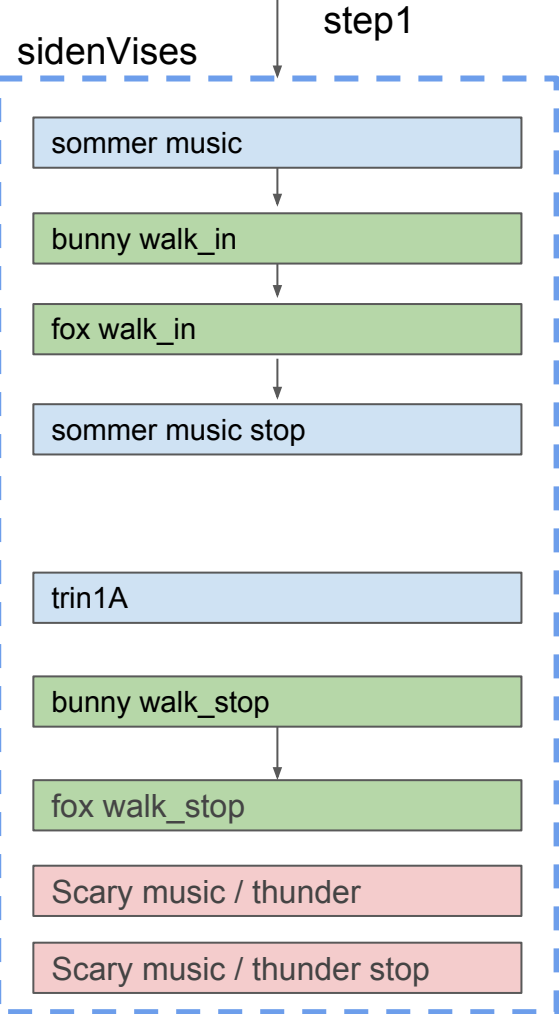 step1
sidenVises
sommer music
bunny walk_in
fox walk_in
sommer music stop
trin1A
bunny walk_stop
fox walk_stop
Scary music / thunder
Scary music / thunder stop